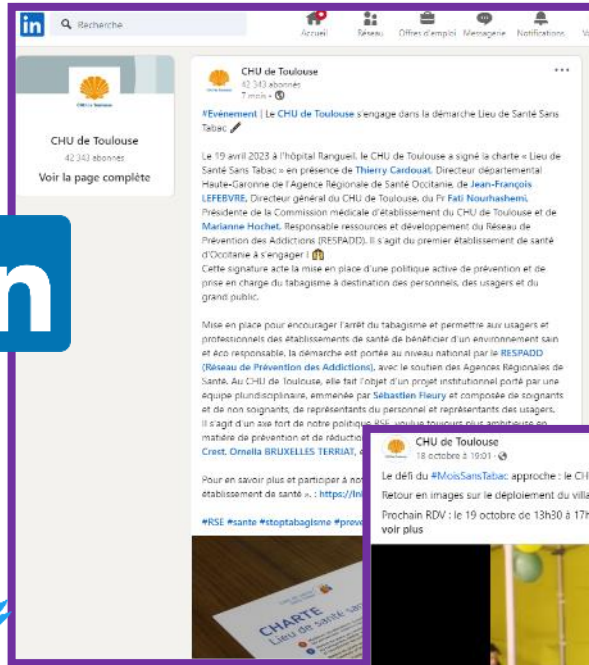 in Recherche
Accueil Réseau Offres d'emploi Messagerie Notifications
CHU de Toulouse
42 343 abonnés
Voir la page complète
CHU de Toulouse
42 343 abonnés
7 mois •
#Evénement | Le CHU de Toulouse s'engage dans la démarche Lieu de Santé Sans
Tabac
Le 19 avril 2023 à l'hôpital Rangueil, le CHU de Toulouse a signé la charte « Lieu de
Santé Sans Tabac » en présence de Thierry Cardouat, Directeur départemental
Haute-Garonne de l'Agence Régionale de Santé Occitanie, de Jean-François
LEFEBVRE, Directeur général du CHU de Toulouse, du Pr Fati Nourhashemi,
Présidente de la Commission médicale d'établissement du CHU de Toulouse et de
Marianne Hochet, Responsable ressources et développement du Réseau de
Prévention des Addictions (RESPADD). Il s'agit du premier établissement de santé
d'Occitanie à s'engager !
Cette signature acte la mise en place d'une politique active de prévention et de
prise en charge du tabagisme à destination des personnels, des usagers et du
grand public.
Mise en place pour encourager l'arrêt du tabagisme et permettre aux usagers et
professionnels des établissements de santé de bénéficier d'un environnement sain
et éco responsable, la démarche est portée au niveau national par le RESPADD
(Réseau de Prévention des Addictions), avec le soutien des Agences Régionales de
Santé. Au CHU de Toulouse, elle fait l'objet d'un projet institutionnel porté par une
équipe pluridisciplinaire, emmenée par Sébastien Fleury et composée de soignants
et de non soignants, de représentants du personnel et représentants des usagers.
Il s'agit d'un axe fort de notre politique RSE, voulue toujours plus ambitieuse en
matière de prévention et de réduction
Crest, Ornella BRUXELLES TERRIAT,
Pour en savoir plus et participer à
établissement de santé ». :
#RSE #sante #stoptabagisme
CHARTE
Lieu de santé
CHU de Toulouse
18 octobre à 19:01 •
Le défi du #MoisSansTabac approche : le
Retour en images sur le déploiement du
Prochain RDV : le 19 octobre de 13h30 à
voir plus
n